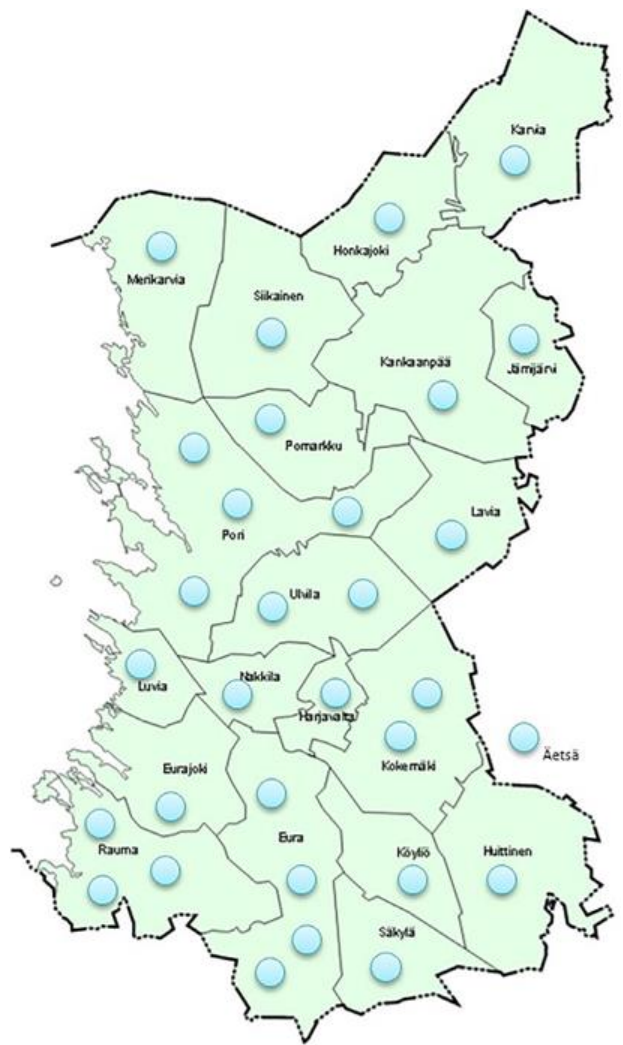 Karvia
Honkajoki
Merikarvia
Siikainen
Kankaanpää
Jämijärvi
Pomarkku
Lavia
Pori
Ulvila
Nakkila
Luvia
Harjavalta
Äetsä
Kokemäki
Eurajoki
Eura
Rauma
Köyliö
Huittinen
Säkylä